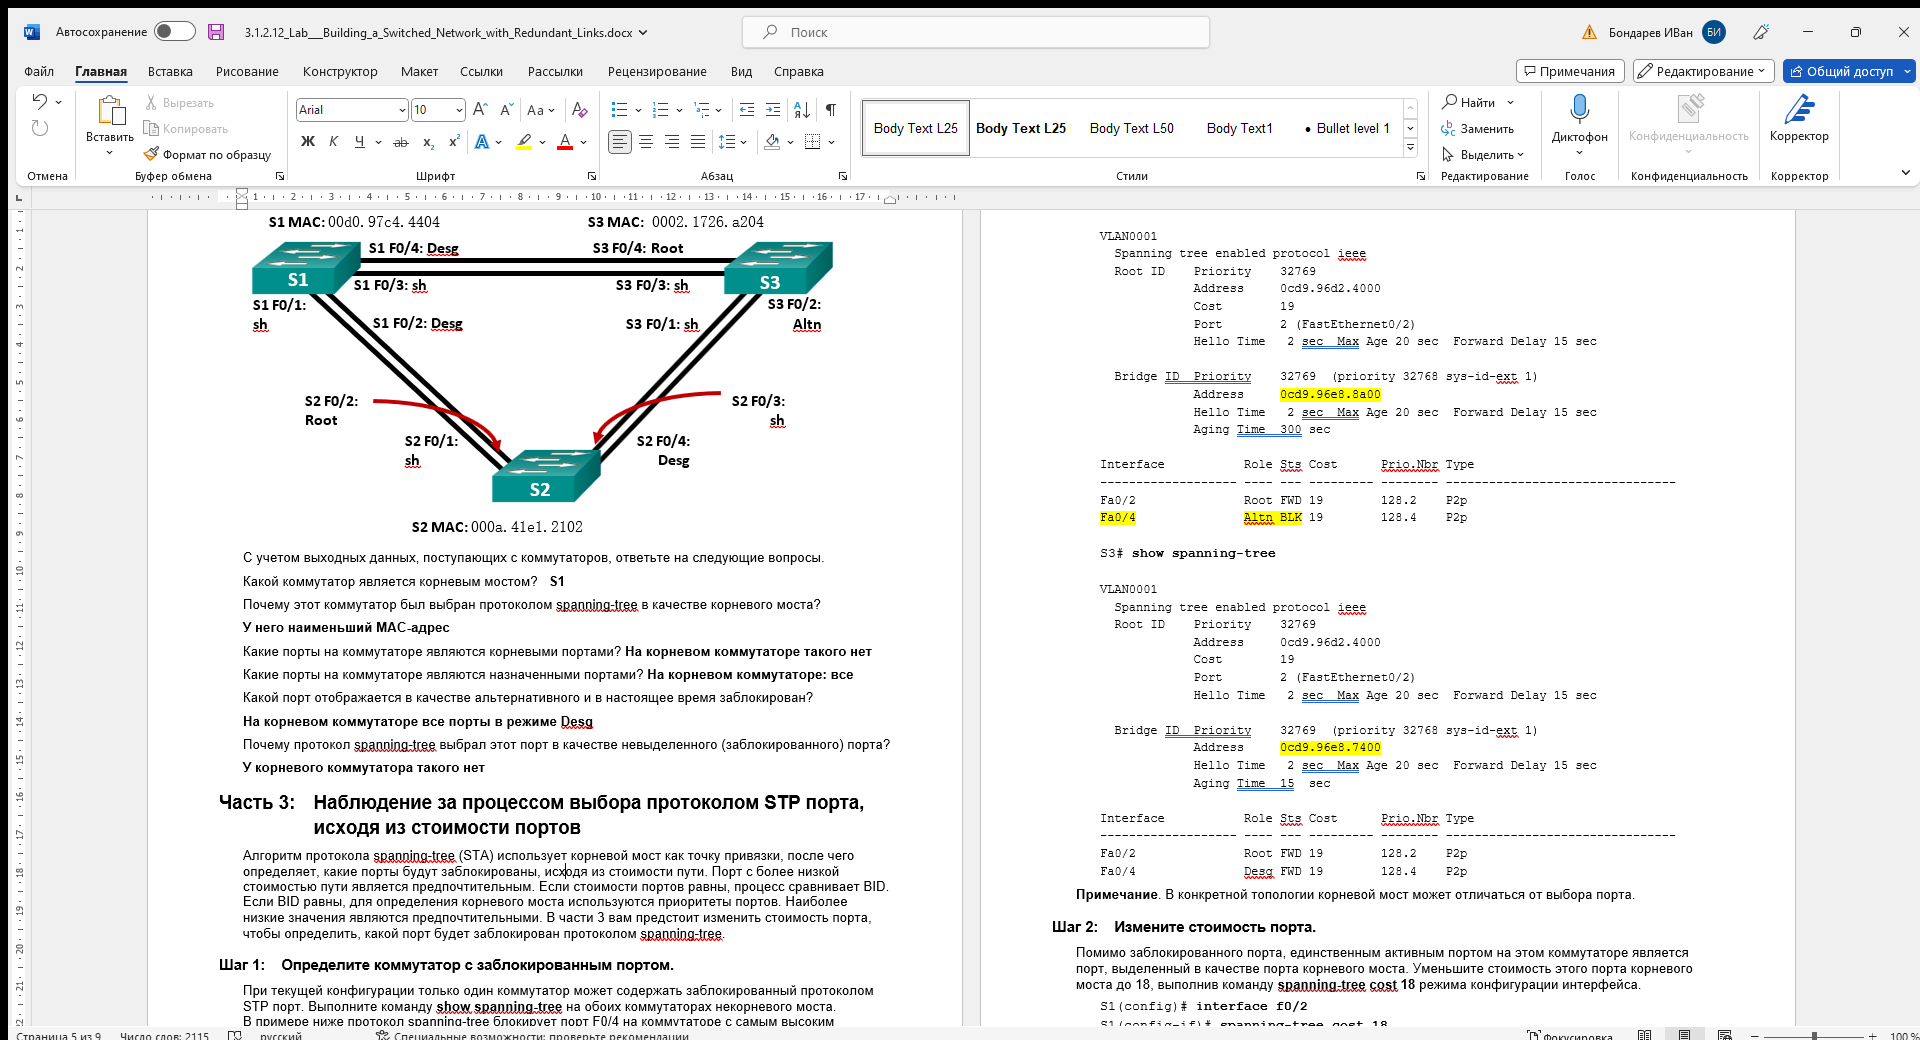 Автосохранение
3.1.2.12_Lab___Building_a_Switched_Network_with_Redundant_Links.docx
Поиск
Бондарев ИВан
БИ
Файл Главная Вставка Рисование Конструктор Макет Ссылки Рассылки Рецензирование Вид Справка
Примечания Редактирование Общий доступ
Вставить
Вырезать
Копировать
Формат по образцу
Arial 10
Aa
Ж К Ч ab x₂ x² A A
Body Text L25 Body Text L25 Body Text L50 Body Text1 • Bullet level 1
Найти
Заменить
Выделить
Диктофон
Конфиденциальность
Корректор
Отмена Буфер обмена Шрифт Абзац Стили Редактирование Голос Конфиденциальность Корректор
1 2 3 4 5 6 7 8 9 10 11 12 13 14 15 16 17
S1 MAC: 00d0.97c4.4404 S3 MAC: 0002.1726.a204
S1 F0/4: Desg S3 F0/4: Root
S1 S3
S1 F0/3: sh S3 F0/3: sh
S1 F0/1: sh
S3 F0/2: Altn
S1 F0/2: Desg S3 F0/1: sh
S2 F0/2: Root
S2 F0/3: sh
S2 F0/1: sh
S2 F0/4: Desg
S2
S2 MAC: 000a.41e1.2102
С учетом выходных данных, поступающих с коммутаторов, ответьте на следующие вопросы.
Какой коммутатор является корневым мостом? S1
Почему этот коммутатор был выбран протоколом spanning-tree в качестве корневого моста?
У него наименьший MAC-адрес
Какие порты на коммутаторе являются корневыми портами? На корневом коммутаторе такого нет
Какие порты на коммутаторе являются назначенными портами? На корневом коммутаторе: все
Какой порт отображается в качестве альтернативного и в настоящее время заблокирован?
На корневом коммутаторе все порты в режиме Desg
Почему протокол spanning-tree выбрал этот порт в качестве невыделенного (заблокированного) порта?
У корневого коммутатора такого нет
Часть 3: Наблюдение за процессом выбора протоколом STP порта,
исходя из стоимости портов
Алгоритм протокола spanning-tree (STA) использует корневой мост как точку привязки, после чего
определяет, какие порты будут заблокированы, исходя из стоимости пути. Порт с более низкой
стоимостью пути является предпочтительным. Если стоимости портов равны, процесс сравнивает BID.
Если BID равны, для определения корневого моста используются приоритеты портов. Наиболее
низкие значения являются предпочтительными. В части 3 вам предстоит изменить стоимость порта,
чтобы определить, какой порт будет заблокирован протоколом spanning-tree.
Шаг 1: Определите коммутатор с заблокированным портом.
При текущей конфигурации только один коммутатор может содержать заблокированный протоколом
STP порт. Выполните команду show spanning-tree на обоих коммутаторах некорневого моста.
В примере ниже протокол spanning-tree блокирует порт F0/4 на коммутаторе с самым высоким
VLAN0001
Spanning tree enabled protocol ieee
Root ID Priority 32769
Address 0cd9.96d2.4000
Cost 19
Port 2 (FastEthernet0/2)
Hello Time 2 sec Max Age 20 sec Forward Delay 15 sec
Bridge ID Priority 32769 (priority 32768 sys-id-ext 1)
Address 0cd9.96e8.8a00
Hello Time 2 sec Max Age 20 sec Forward Delay 15 sec
Aging Time 300 sec
Interface Role Sts Cost Prio.Nbr Type
------------------- ---- --- --------- -------- --------------------------------
Fa0/2 Root FWD 19 128.2 P2p
Fa0/4 Altn BLK 19 128.4 P2p
S3# show spanning-tree
VLAN0001
Spanning tree enabled protocol ieee
Root ID Priority 32769
Address 0cd9.96d2.4000
Cost 19
Port 2 (FastEthernet0/2)
Hello Time 2 sec Max Age 20 sec Forward Delay 15 sec
Bridge ID Priority 32769 (priority 32768 sys-id-ext 1)
Address 0cd9.96e8.7400
Hello Time 2 sec Max Age 20 sec Forward Delay 15 sec
Aging Time 15 sec
Interface Role Sts Cost Prio.Nbr Type
------------------- ---- --- --------- -------- --------------------------------
Fa0/2 Root FWD 19 128.2 P2p
Fa0/4 Desg FWD 19 128.4 P2p
Примечание. В конкретной топологии корневой мост может отличаться от выбора порта.
Шаг 2: Измените стоимость порта.
Помимо заблокированного порта, единственным активным портом на этом коммутаторе является
порт, выделенный в качестве порта корневого моста. Уменьшите стоимость этого порта корневого
моста до 18, выполнив команду spanning-tree cost 18 режима конфигурации интерфейса.
S1(config)# interface f0/2
S1(config-if)# spanning-tree cost 18
Страница 5 из 9 Число слов: 2115 русский Специальные возможности: проверьте рекомендации Фокусировка 100 %